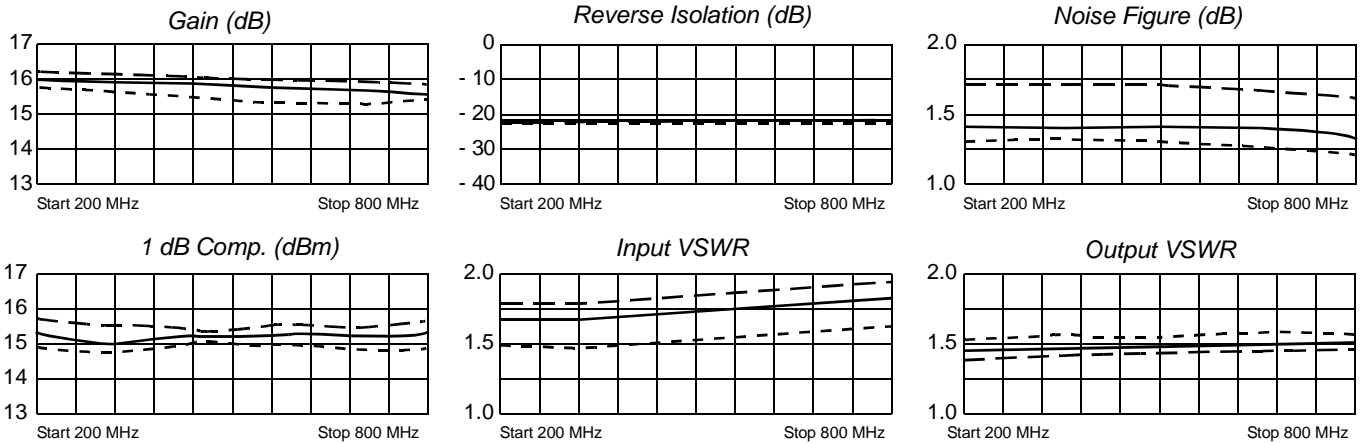 Gain (dB)
17
16
15
14
13
Start 200 MHz Stop 800 MHz
Reverse Isolation (dB)
0
- 10
- 20
- 30
- 40
Start 200 MHz Stop 800 MHz
Noise Figure (dB)
2.0
1.5
1.0
Start 200 MHz Stop 800 MHz
1 dB Comp. (dBm)
17
16
15
14
13
Start 200 MHz Stop 800 MHz
Input VSWR
2.0
1.5
1.0
Start 200 MHz Stop 800 MHz
Output VSWR
2.0
1.5
1.0
Start 200 MHz Stop 800 MHz